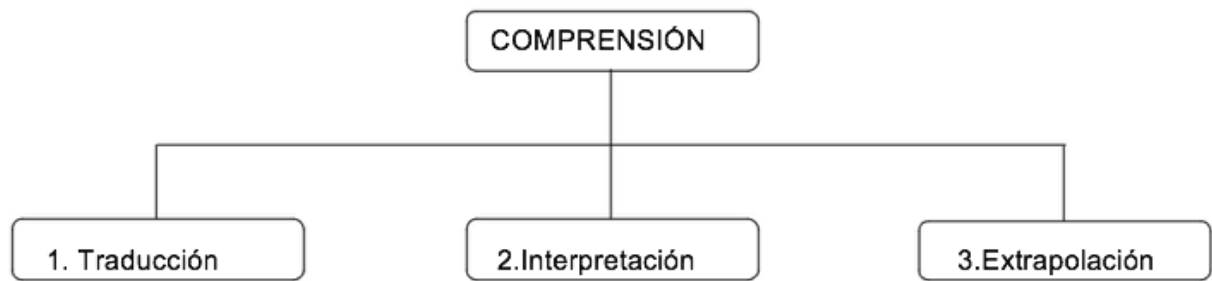 COMPRENSIÓN
1. Traducción
2.Interpretación
3.Extrapolación